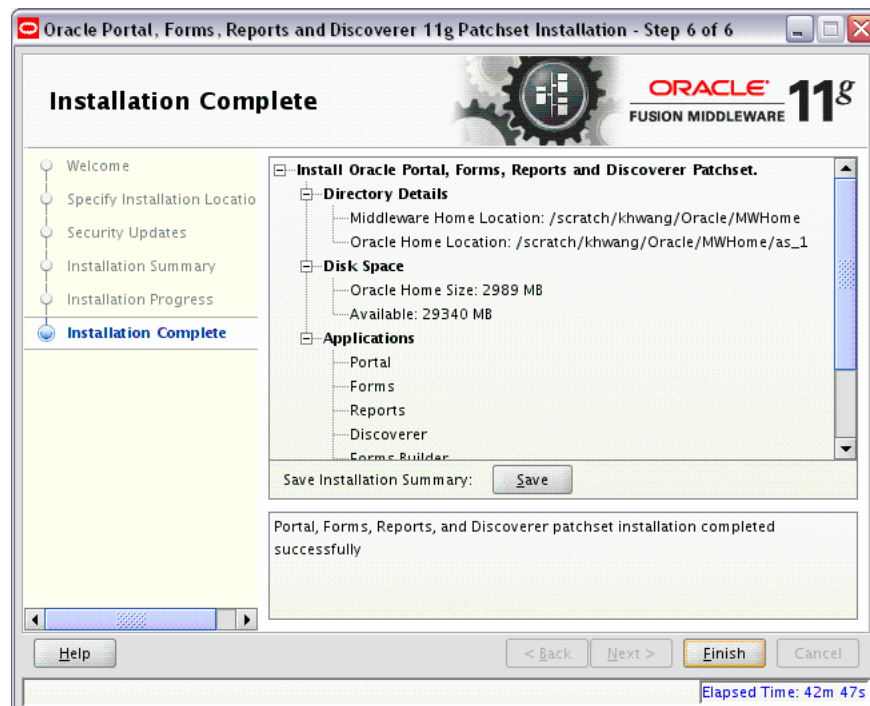 Oracle Portal, Forms, Reports and Discoverer 11g Patchset Installation - Step 6 of 6
Installation Complete
ORACLE
FUSION MIDDLEWARE
11g
Welcome
Specify Installation Locatio
Security Updates
Installation Summary
Installation Progress
Installation Complete
Install Oracle Portal, Forms, Reports and Discoverer Patchset.
Directory Details
Middleware Home Location: /scratch/khwang/Oracle/MWHome
Oracle Home Location: /scratch/khwang/Oracle/MWHome/as_1
Disk Space
Oracle Home Size: 2989 MB
Available: 29340 MB
Applications
Portal
Forms
Reports
Discoverer
Forms Builder
Save Installation Summary:
Save
Portal, Forms, Reports, and Discoverer patchset installation completed
successfully
Help
< Back
Next >
Finish
Cancel
Elapsed Time: 42m 47s